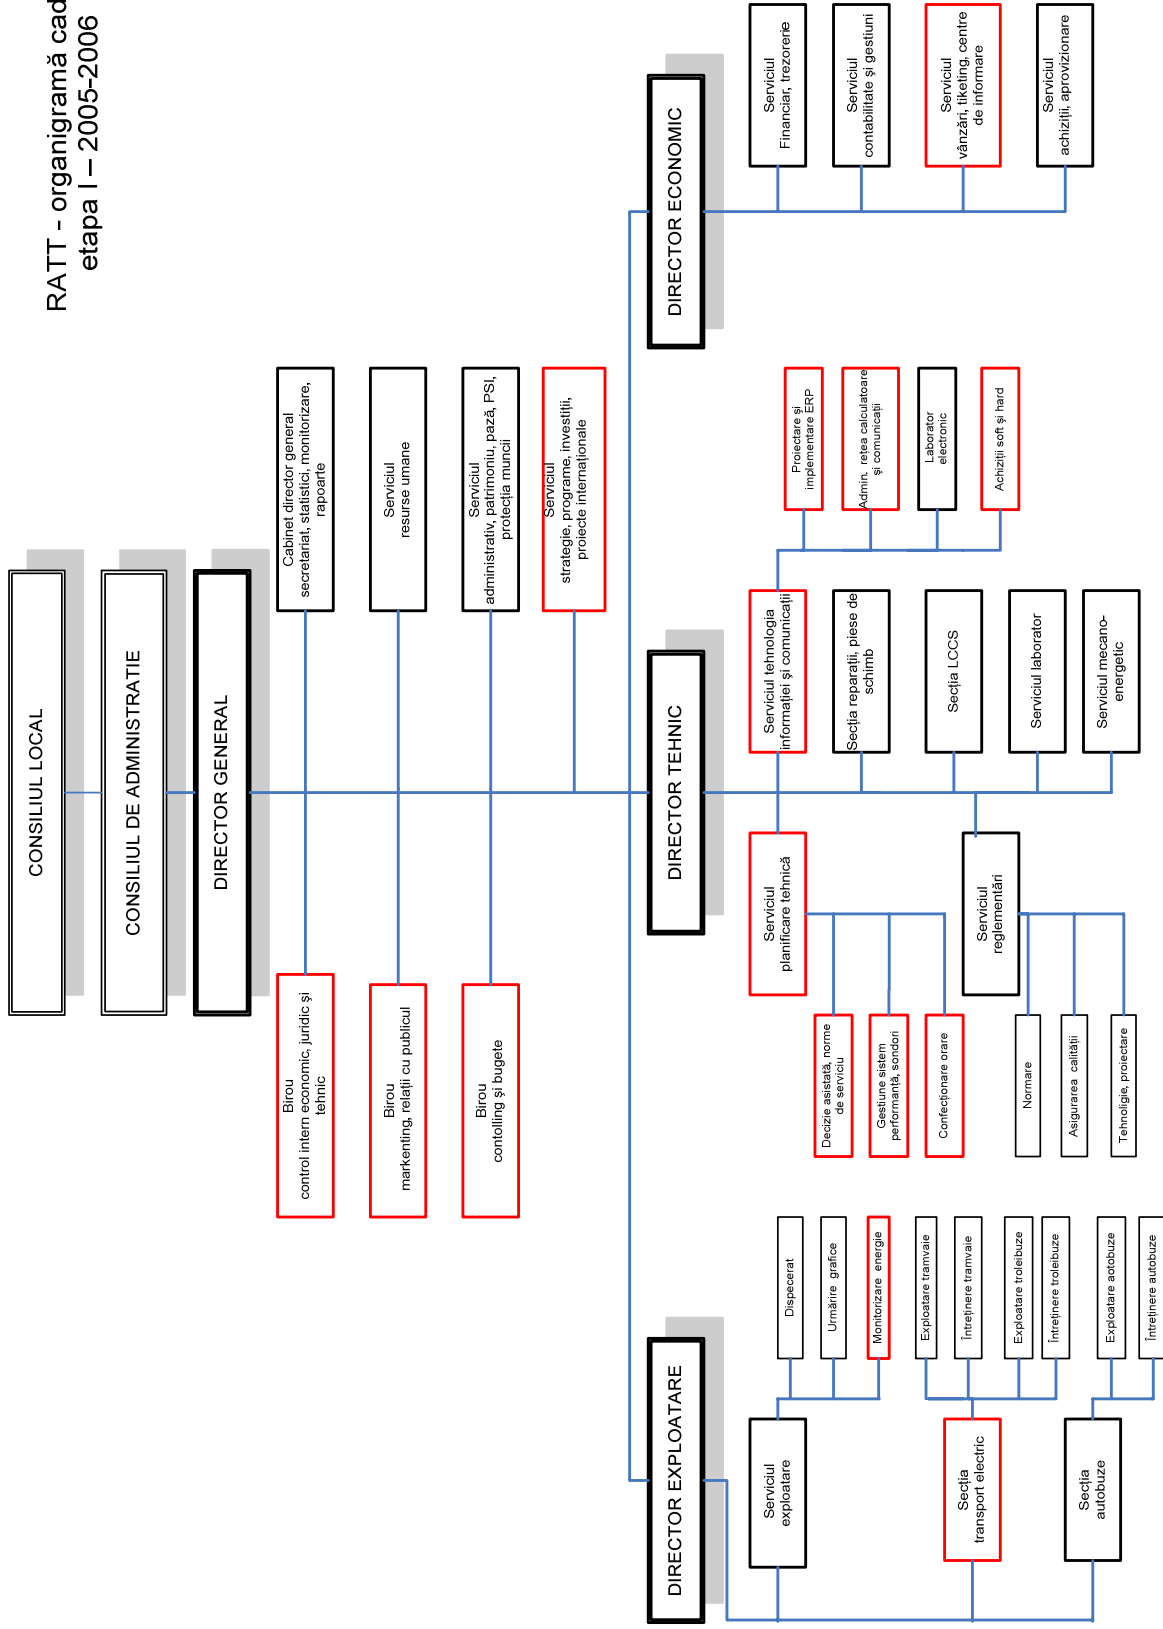 RATT - organigramă cad
etapa I – 2005-2006
CONSILIUL LOCAL
CONSILIUL DE ADMINISTRATIE
DIRECTOR GENERAL
Birou
control intern economic, juridic și
tehnic
Cabinet director general
secretariat, statistici, monitorizare,
rapoarte
Birou
markenting, relații cu publicul
Serviciul
resurse umane
Birou
contolling și bugete
Serviciul
administrativ, patrimoniu, pază, PSI,
protecția muncii
Serviciul
strategie, programe, investiții,
proiecte internaționale
DIRECTOR EXPLOATARE
DIRECTOR TEHNIC
DIRECTOR ECONOMIC
Serviciul
exploatare
Dispecerat
Urmărire grafice
Monitorizare energie
Secția
transport electric
Exploatare tramvaie
Întreținere tramvaie
Exploatare troleibuze
Întreținere troleibuze
Secția
autobuze
Exploatare aotobuze
Întreținere autobuze
Serviciul
planificare tehnică
Decizie asistată, norme
de serviciu
Gestiune sistem
performanță, sondori
Confecționare orare
Serviciul
reglementări
Normare
Asigurarea calității
Tehnoligie, proiectare
Serviciul tehnologia
informației și comunicații
Proiectare și
implementare ERP
Admin. rețea calculatoare
și comunicații
Laborator
electronic
Achiziții soft și hard
Secția reparații, piese de
schimb
Secția LCCS
Serviciul laborator
Serviciul mecano-
energetic
Serviciul
Financiar, trezorerie
Serviciul
contabilitate și gestiuni
Serviciul
vânzări, tiketing, centre
de informare
Serviciul
achiziții, aprovizionare